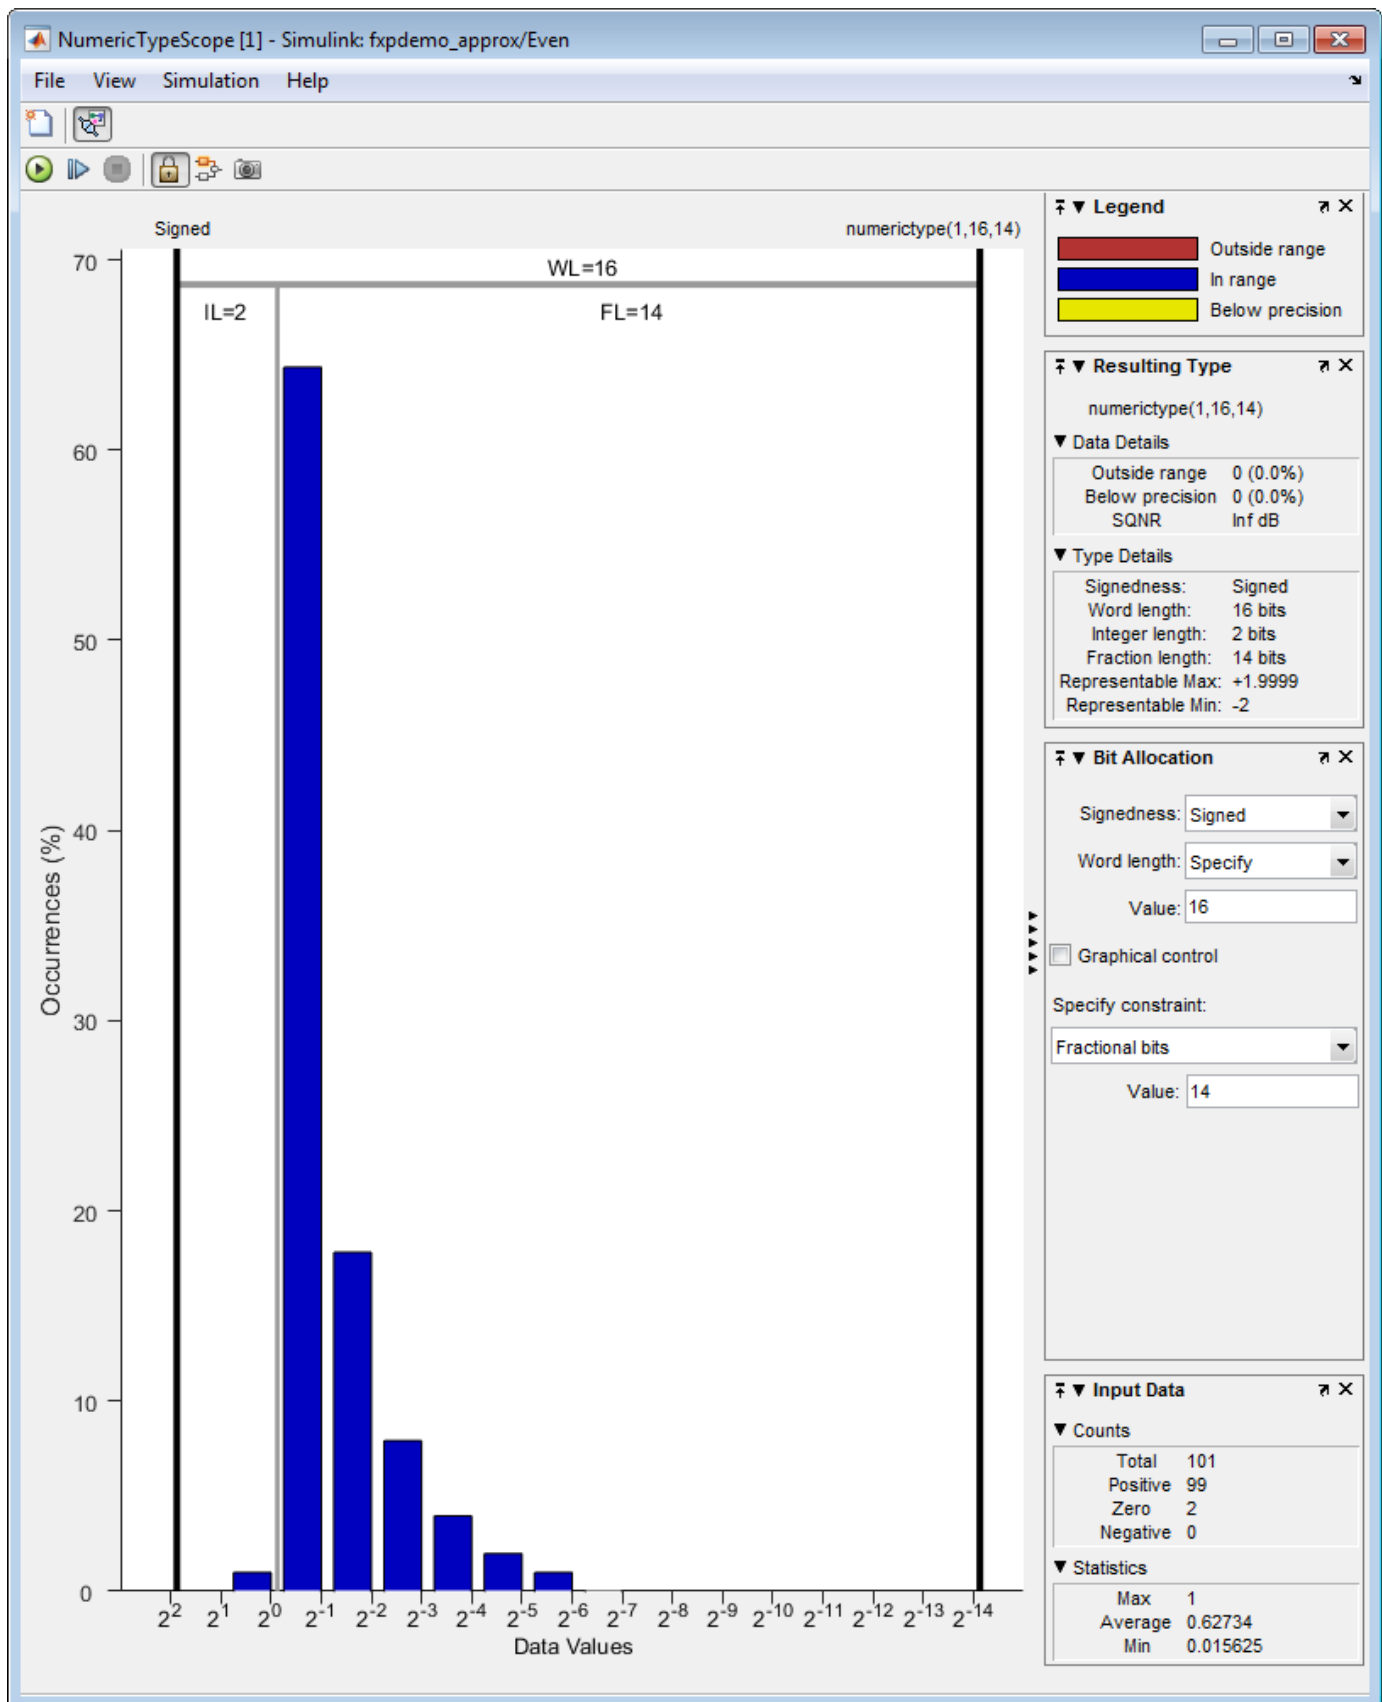 NumericTypeScope [1] - Simulink: fxpdemo_approx/Even
File View Simulation Help
Signed
numerictype(1,16,14)
WL=16
IL=2
FL=14
70
60
50
40
30
20
10
0
Occurrences (%)
2^2 2^1 2^0 2^-1 2^-2 2^-3 2^-4 2^-5 2^-6 2^-7 2^-8 2^-9 2^-10 2^-11 2^-12 2^-13 2^-14
Data Values
Legend
Outside range
In range
Below precision
Resulting Type
numerictype(1,16,14)
Data Details
Outside range 0 (0.0%)
Below precision 0 (0.0%)
SQNR Inf dB
Type Details
Signedness: Signed
Word length: 16 bits
Integer length: 2 bits
Fraction length: 14 bits
Representable Max: +1.9999
Representable Min: -2
Bit Allocation
Signedness: Signed
Word length: Specify
Value: 16
Graphical control
Specify constraint:
Fractional bits
Value: 14
Input Data
Counts
Total 101
Positive 99
Zero 2
Negative 0
Statistics
Max 1
Average 0.62734
Min 0.015625